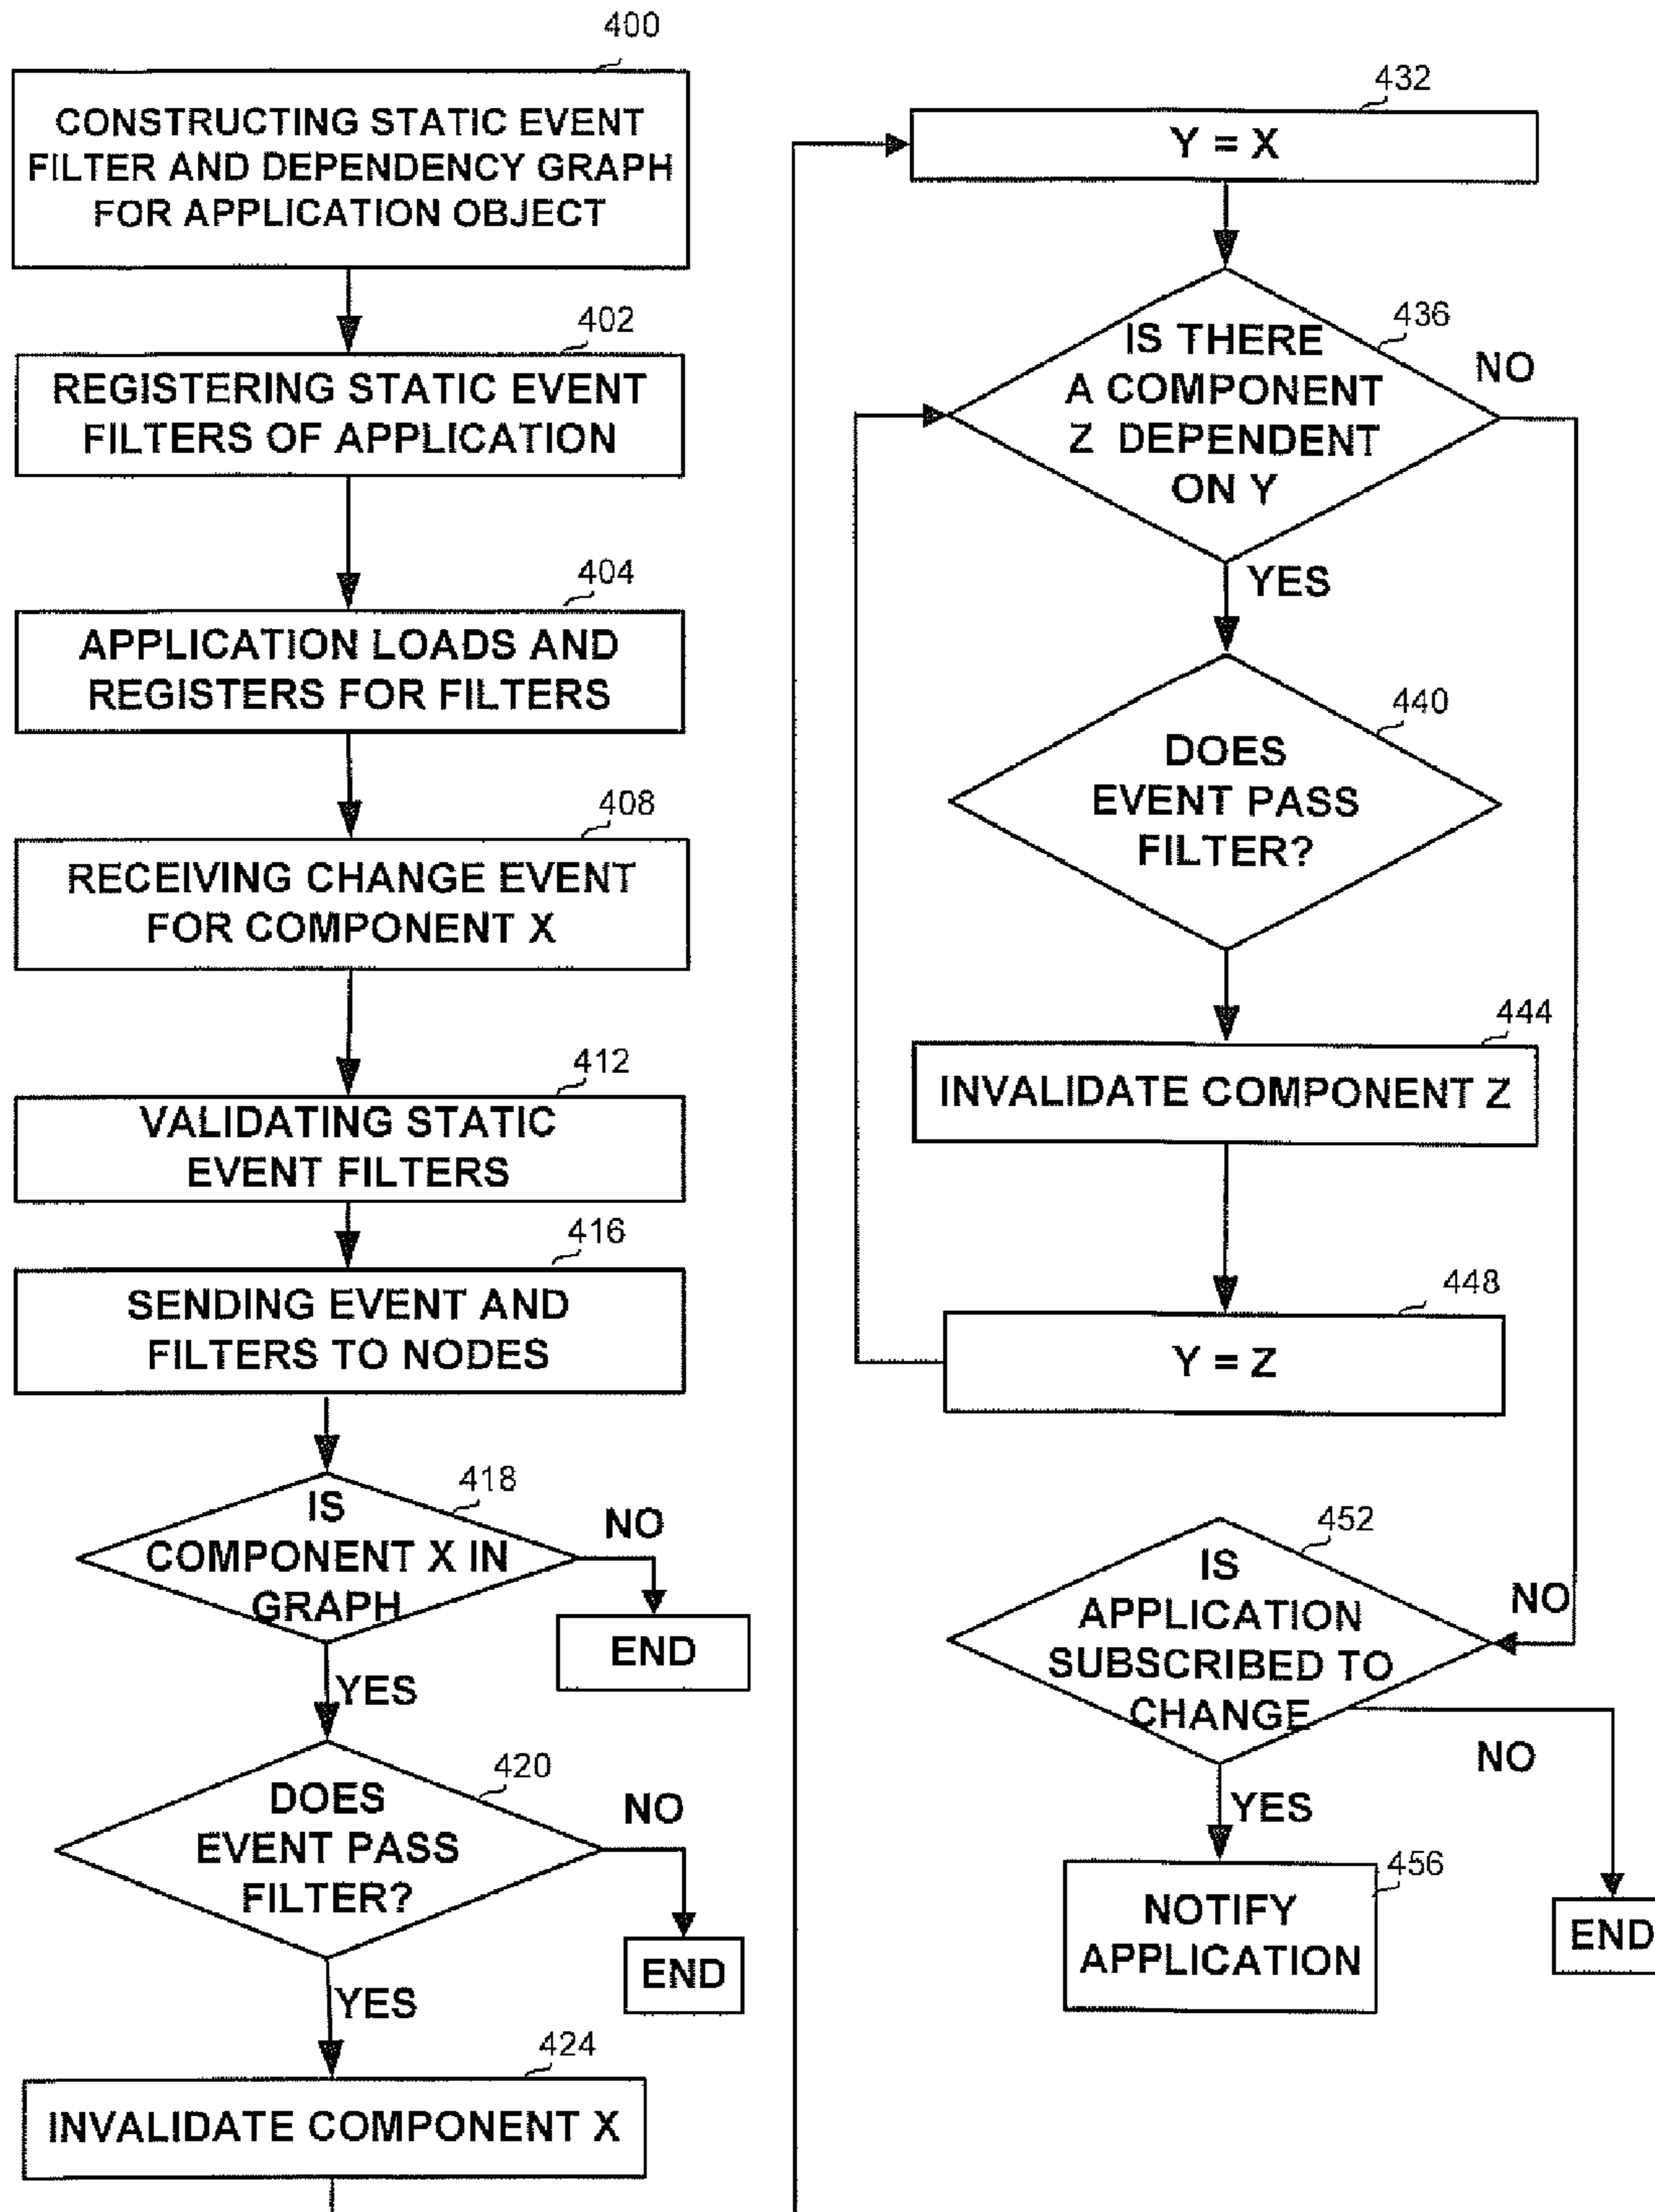 400
CONSTRUCTING STATIC EVENT
FILTER AND DEPENDENCY GRAPH
FOR APPLICATION OBJECT
402
REGISTERING STATIC EVENT
FILTERS OF APPLICATION
404
APPLICATION LOADS AND
REGISTERS FOR FILTERS
408
RECEIVING CHANGE EVENT
FOR COMPONENT X
412
VALIDATING STATIC
EVENT FILTERS
416
SENDING EVENT AND
FILTERS TO NODES
418
IS
COMPONENT X IN
GRAPH
NO
END
YES
420
DOES
EVENT PASS
FILTER?
NO
END
YES
424
INVALIDATE COMPONENT X
432
Y = X
436
IS THERE
A COMPONENT
Z DEPENDENT
ON Y
NO
YES
440
DOES
EVENT PASS
FILTER?
444
INVALIDATE COMPONENT Z
448
Y = Z
452
IS
APPLICATION
SUBSCRIBED TO
CHANGE
NO
NO
YES
456
NOTIFY
APPLICATION
END